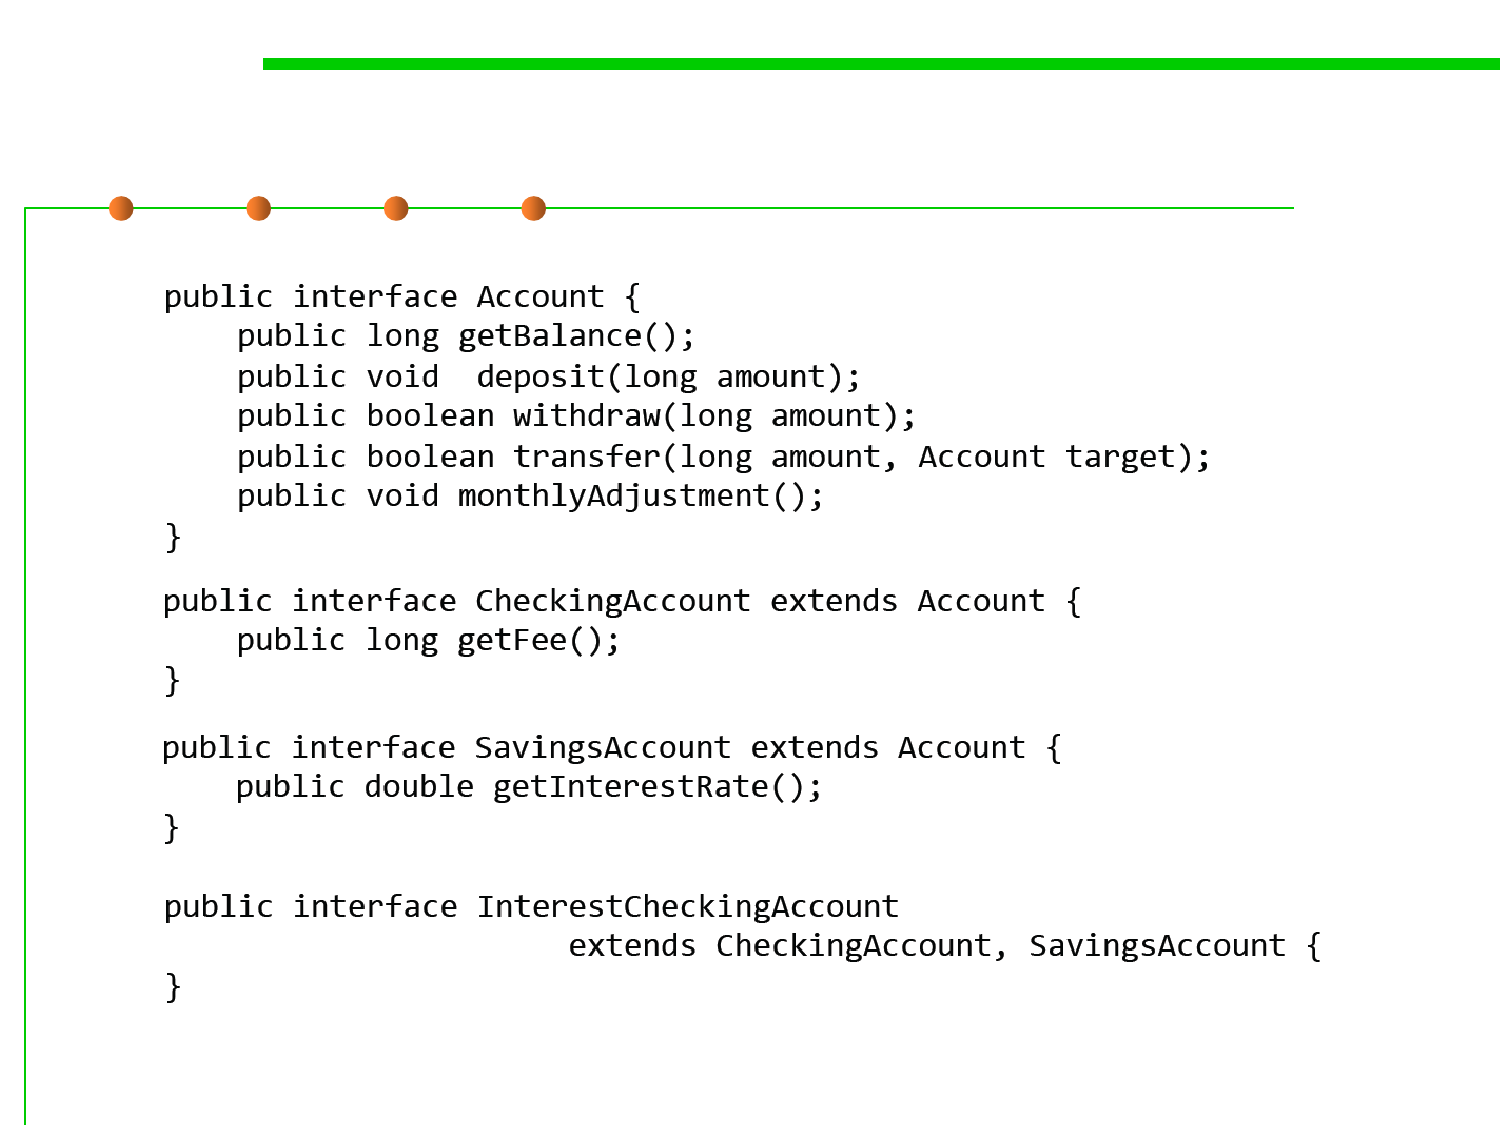 public interface Account {
    public long getBalance();
    public void  deposit(long amount);
    public boolean withdraw(long amount);
    public boolean transfer(long amount, Account target);
    public void monthlyAdjustment();
}
public interface CheckingAccount extends Account {
    public long getFee();
}
public interface SavingsAccount extends Account {
    public double getInterestRate();
}
public interface InterestCheckingAccount
                      extends CheckingAccount, SavingsAccount {
}